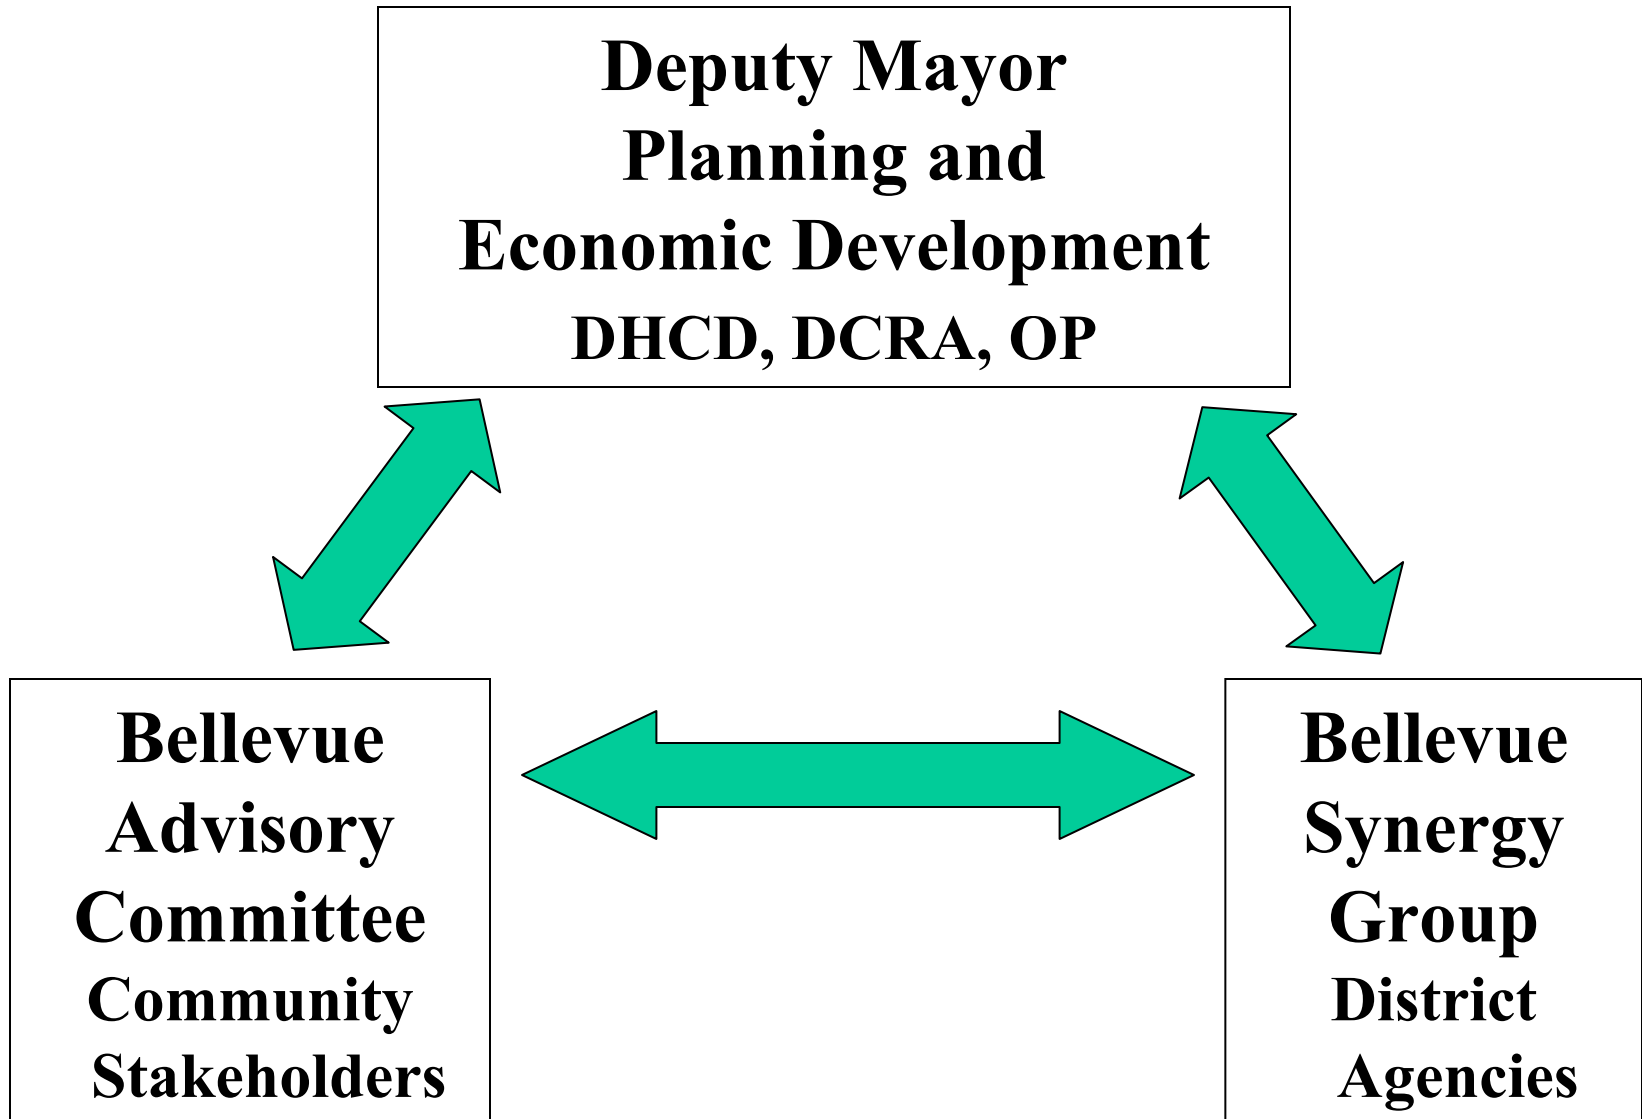 Deputy Mayor
Planning and
Economic Development
DHCD, DCRA, OP
Bellevue
Advisory
Committee
Community
Stakeholders
Bellevue
Synergy
Group
District
Agencies